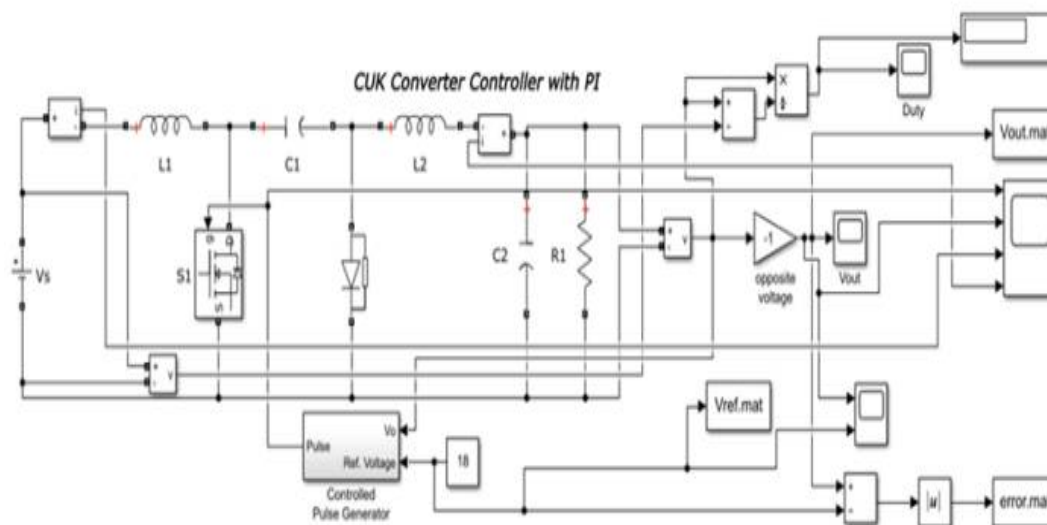 CUK Converter Controller with PI
Duty
Vout.mat
L1
C1
L2
i
+
-
S1
g
D
S
Vs
C2
R1
v
-1
opposite
voltage
Vout
v
Vref.mat
Vo
Pulse
Ref. Voltage
18
Controlled
Pulse Generator
|u|
error.mat